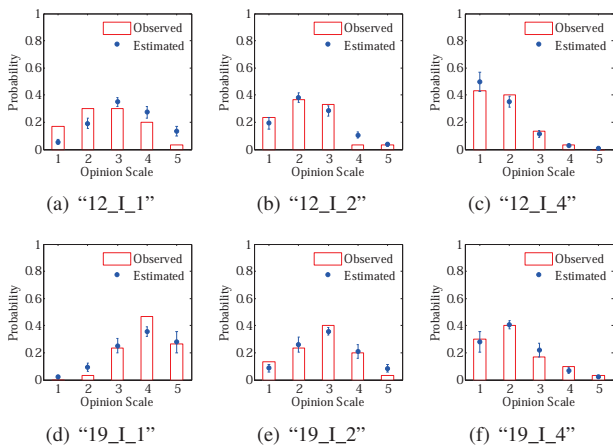 1
0.8
0.6
0.4
0.2
0
Probability
Observed
Estimated
1 2 3 4 5
Opinion Scale
(a) “12_I_1”
1
0.8
0.6
0.4
0.2
0
Probability
Observed
Estimated
1 2 3 4 5
Opinion Scale
(b) “12_I_2”
1
0.8
0.6
0.4
0.2
0
Probability
Observed
Estimated
1 2 3 4 5
Opinion Scale
(c) “12_I_4”
1
0.8
0.6
0.4
0.2
0
Probability
Observed
Estimated
1 2 3 4 5
Opinion Scale
(d) “19_I_1”
1
0.8
0.6
0.4
0.2
0
Probability
Observed
Estimated
1 2 3 4 5
Opinion Scale
(e) “19_I_2”
1
0.8
0.6
0.4
0.2
0
Probability
Observed
Estimated
1 2 3 4 5
Opinion Scale
(f) “19_I_4”